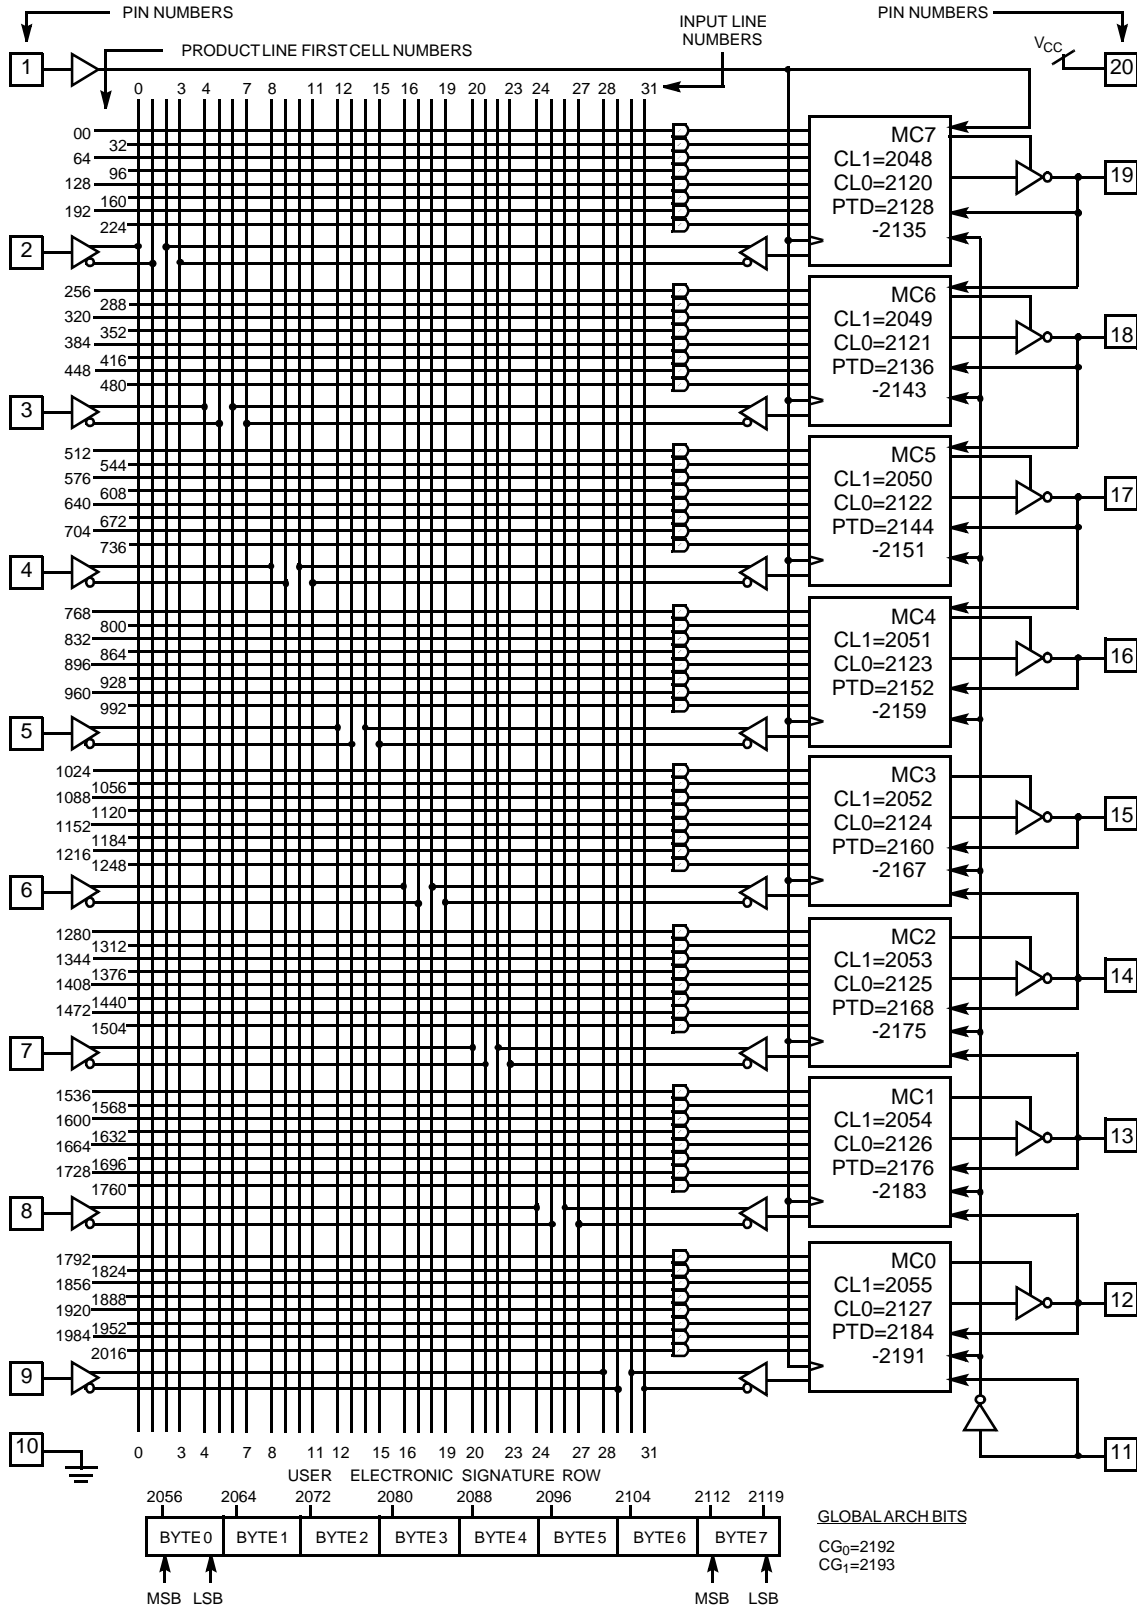 PIN NUMBERS
INPUT LINE
NUMBERS
PIN NUMBERS
PRODUCT LINE FIRST CELL NUMBERS
VCC
1
20
0 3 4 7 8 11 12 15 16 19 20 23 24 27 28 31
00
32
64
96
128
160
192
224
MC7
CL1=2048
CL0=2120
PTD=2128
-2135
19
2
256
288
320
352
384
416
448
480
MC6
CL1=2049
CL0=2121
PTD=2136
-2143
18
3
512
544
576
608
640
672
704
736
MC5
CL1=2050
CL0=2122
PTD=2144
-2151
17
4
768
800
832
864
896
928
960
992
MC4
CL1=2051
CL0=2123
PTD=2152
-2159
16
5
1024
1056
1088
1120
1152
1184
1216
1248
MC3
CL1=2052
CL0=2124
PTD=2160
-2167
15
6
1280
1312
1344
1376
1408
1440
1472
1504
MC2
CL1=2053
CL0=2125
PTD=2168
-2175
14
7
1536
1568
1600
1632
1664
1696
1728
1760
MC1
CL1=2054
CL0=2126
PTD=2176
-2183
13
8
1792
1824
1856
1888
1920
1952
1984
2016
MC0
CL1=2055
CL0=2127
PTD=2184
-2191
12
9
10
11
0 3 4 7 8 11 12 15 16 19 20 23 24 27 28 31
USER ELECTRONIC SIGNATURE ROW
2056 2064 2072 2080 2088 2096 2104 2112 2119
BYTE 0 BYTE 1 BYTE 2 BYTE 3 BYTE 4 BYTE 5 BYTE 6 BYTE 7
MSB LSB MSB LSB
GLOBAL ARCH BITS
CG0=2192
CG1=2193